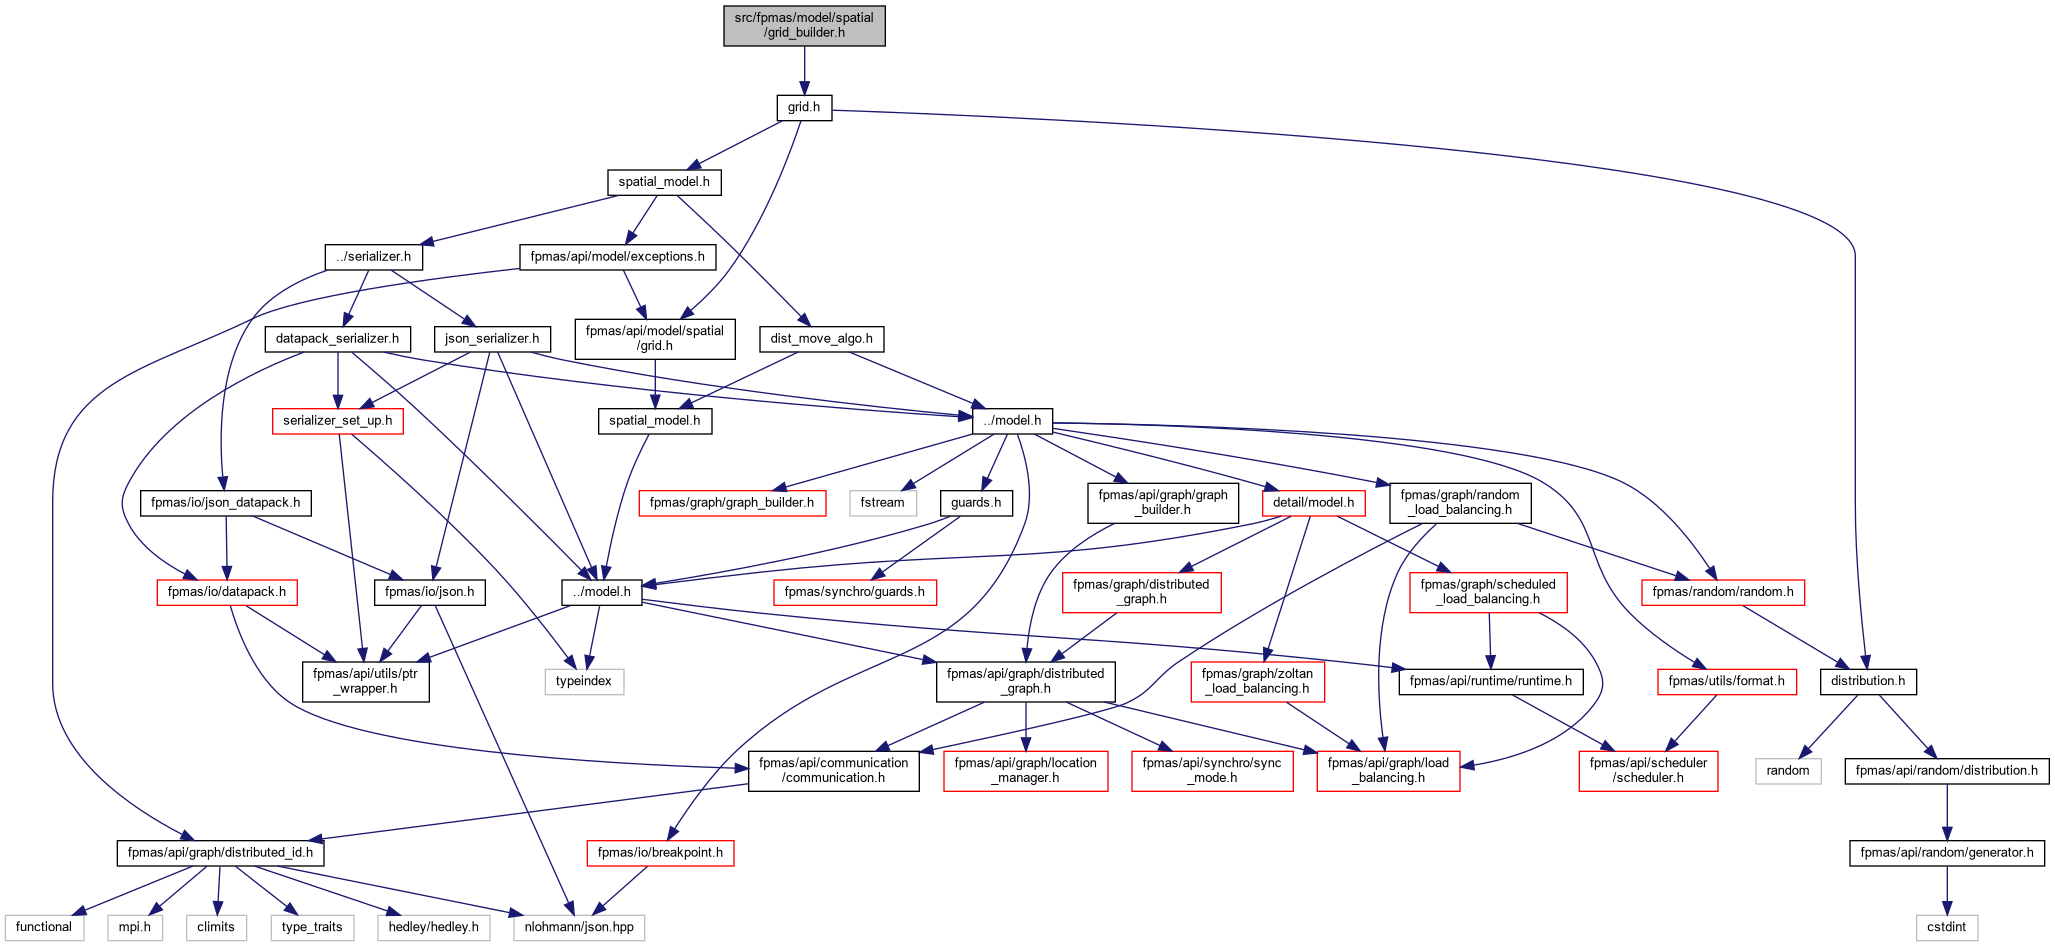 src/fpmas/model/spatial
/grid_builder.h
grid.h
spatial_model.h
../serializer.h
fpmas/api/model/exceptions.h
datapack_serializer.h
json_serializer.h
fpmas/api/model/spatial
/grid.h
dist_move_algo.h
serializer_set_up.h
spatial_model.h
../model.h
fpmas/io/json_datapack.h
fpmas/graph/graph_builder.h
fstream
guards.h
fpmas/api/graph/graph
_builder.h
detail/model.h
fpmas/graph/random
_load_balancing.h
fpmas/io/datapack.h
fpmas/io/json.h
../model.h
fpmas/synchro/guards.h
fpmas/graph/distributed
_graph.h
fpmas/graph/scheduled
_load_balancing.h
fpmas/random/random.h
fpmas/api/utils/ptr
_wrapper.h
typeindex
fpmas/api/graph/distributed
_graph.h
fpmas/graph/zoltan
_load_balancing.h
fpmas/api/runtime/runtime.h
fpmas/utils/format.h
distribution.h
fpmas/api/communication
/communication.h
fpmas/api/graph/location
_manager.h
fpmas/api/synchro/sync
_mode.h
fpmas/api/graph/load
_balancing.h
fpmas/api/scheduler
/scheduler.h
random
fpmas/api/random/distribution.h
fpmas/api/graph/distributed_id.h
fpmas/io/breakpoint.h
fpmas/api/random/generator.h
functional
mpi.h
climits
type_traits
hedley/hedley.h
nlohmann/json.hpp
cstdint